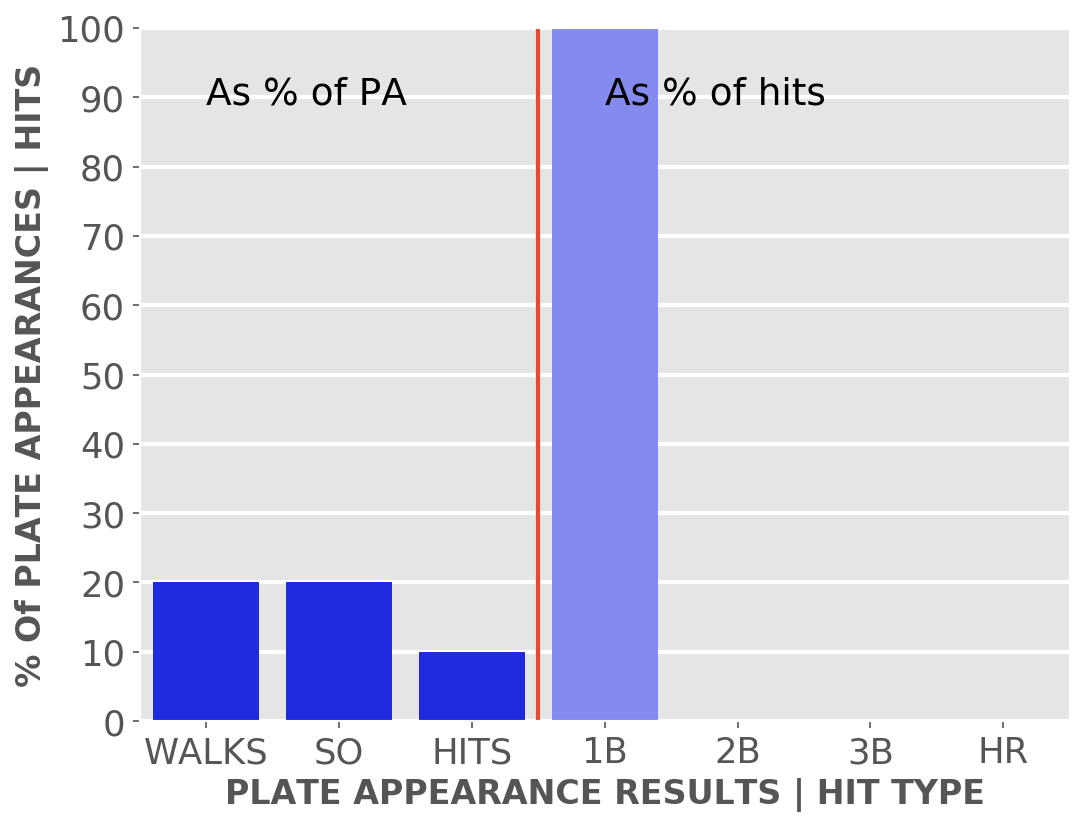 % Of PLATE APPEARANCES | HITS
100
90
80
70
60
50
40
30
20
10
0
As % of PA
As % of hits
WALKS SO HITS 1B 2B 3B HR
PLATE APPEARANCE RESULTS | HIT TYPE